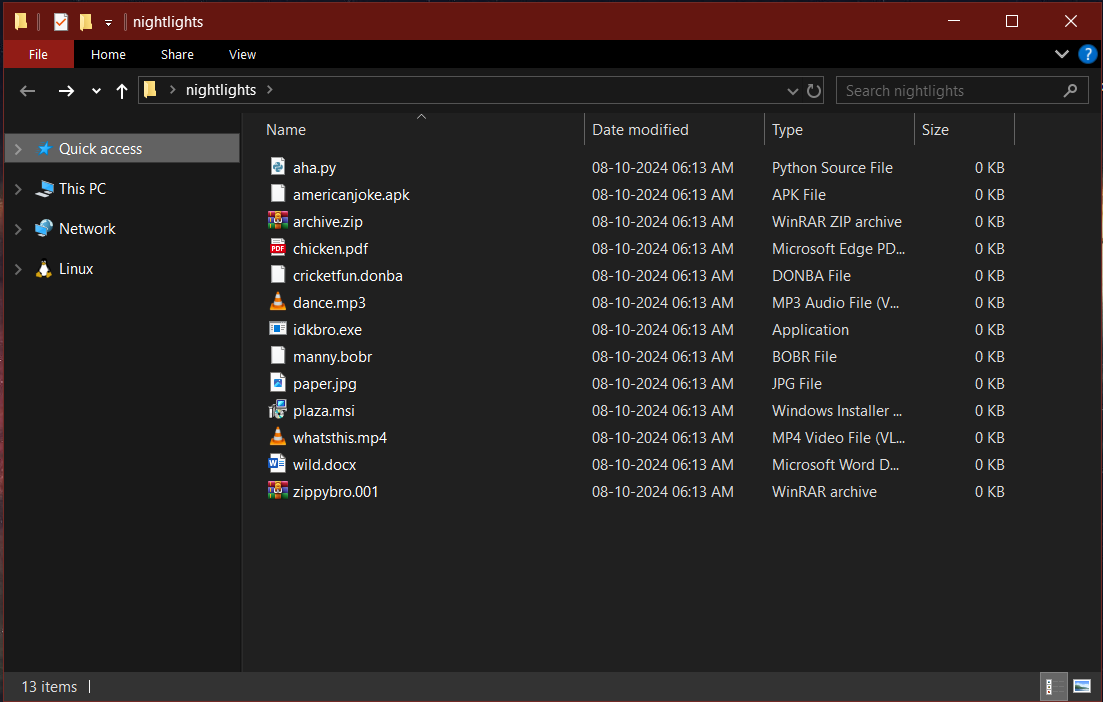 nightlights
File Home Share View ?
nightlights Search nightlights
Name Date modified Type Size
Quick access
This PC
Network
Linux
aha.py 08-10-2024 06:13 AM Python Source File 0 KB
americanjoke.apk 08-10-2024 06:13 AM APK File 0 KB
archive.zip 08-10-2024 06:13 AM WinRAR ZIP archive 0 KB
PDF chicken.pdf 08-10-2024 06:13 AM Microsoft Edge PD... 0 KB
cricketfun.donba 08-10-2024 06:13 AM DONBA File 0 KB
dance.mp3 08-10-2024 06:13 AM MP3 Audio File (V... 0 KB
idkbro.exe 08-10-2024 06:13 AM Application 0 KB
manny.bobr 08-10-2024 06:13 AM BOBR File 0 KB
paper.jpg 08-10-2024 06:13 AM JPG File 0 KB
plaza.msi 08-10-2024 06:13 AM Windows Installer ... 0 KB
whatsthis.mp4 08-10-2024 06:13 AM MP4 Video File (VL... 0 KB
W wild.docx 08-10-2024 06:13 AM Microsoft Word D... 0 KB
zippybro.001 08-10-2024 06:13 AM WinRAR archive 0 KB
13 items